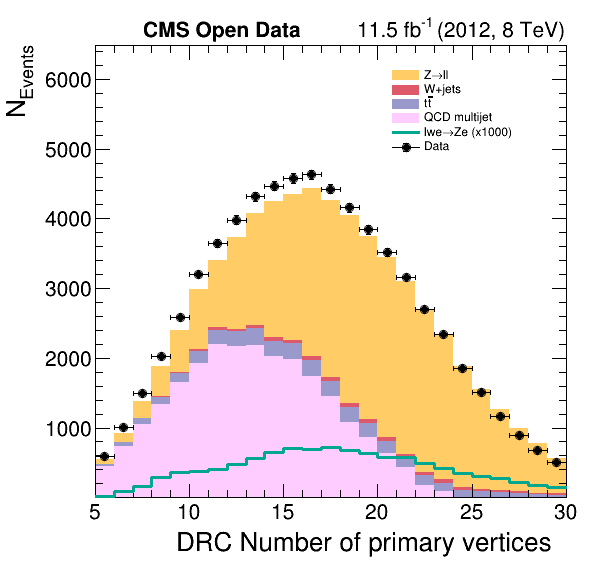 CMS Open Data
11.5 fb⁻¹ (2012, 8 TeV)
N_Events
6000
5000
4000
3000
2000
1000
Z→ll
W+jets
tt̅
QCD multijet
lwe→Ze (x1000)
Data
5 10 15 20 25 30
DRC Number of primary vertices